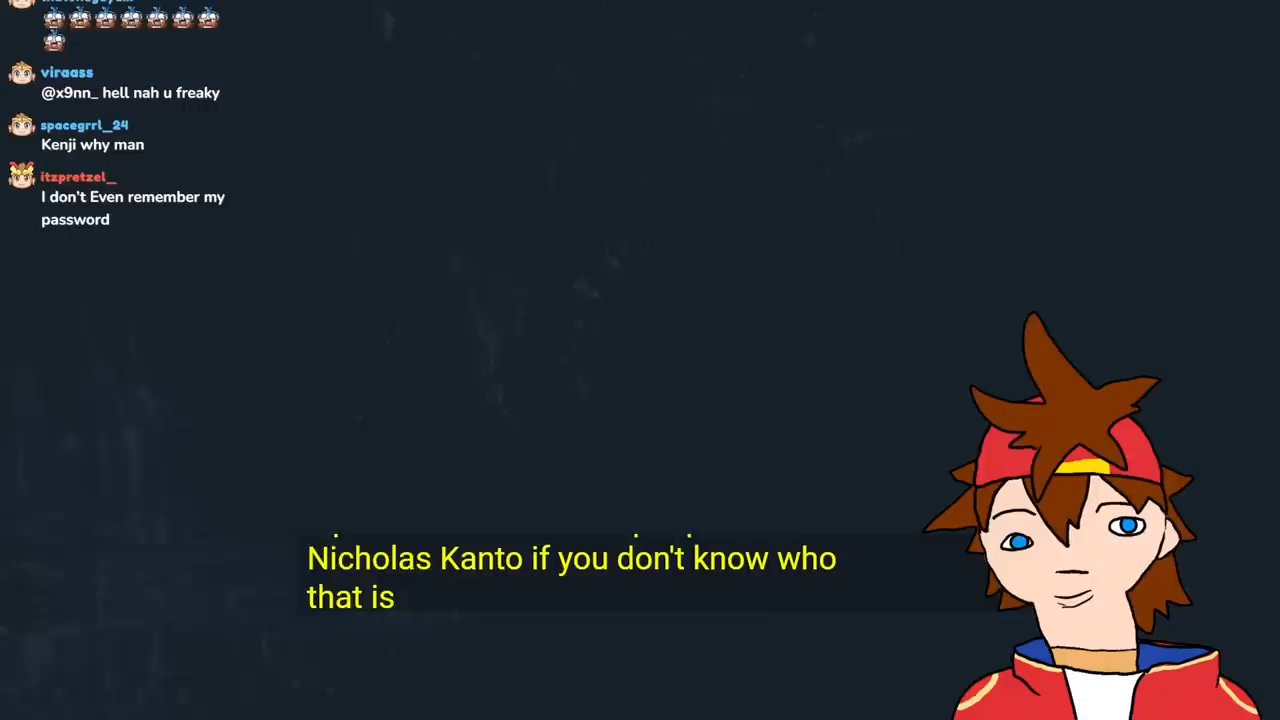 viraass
@x9nn_ hell nah u freaky
spacegrrl_24
Kenji why man
itzpretzel_
I don't Even remember my
password
Nicholas Kanto if you don't know who
that is